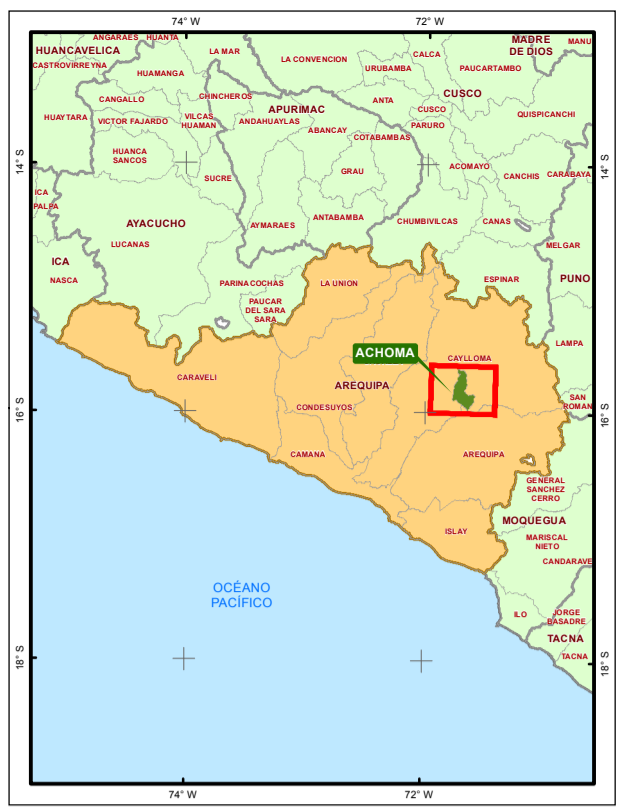 74° W
72° W
ANGARAES
HUANTA
HUANCAVELICA
LA MAR
LA CONVENCION
CALCA
MADRE
DE DIOS
MANU
CASTROVIRREYNA
HUAMANGA
URUBAMBA
PAUCARTAMBO
CANGALLO
CHINCHEROS
APURIMAC
ANTA
CUSCO
CUSCO
HUAYTARA
VICTOR FAJARDO
VILCAS
HUAMAN
ANDAHUAYLAS
ABANCAY
COTABAMBAS
PARURO
QUISPICANCHI
14° S
HUANCA
SANCOS
SUCRE
GRAU
ACOMAYO
CANCHIS
CARABAYA
14° S
ICA
PALPA
AYACUCHO
LUCANAS
AYMARAES
ANTABAMBA
CHUMBIVILCAS
CANAS
MELGAR
ICA
NASCA
PARINACOCHAS
LA UNION
ESPINAR
PUNO
PAUCAR
DEL SARA
SARA
ACHOMA
CAYLLOMA
LAMPA
CARAVELI
AREQUIPA
CONDESUYOS
SAN
ROMAN
16° S
16° S
CAMANA
AREQUIPA
GENERAL
SANCHEZ
CERRO
ISLAY
MOQUEGUA
MARISCAL
NIETO
CANDARAVE
OCÉANO
PACÍFICO
ILO
JORGE
BASADRE
TACNA
TACNA
18° S
18° S
74° W
72° W